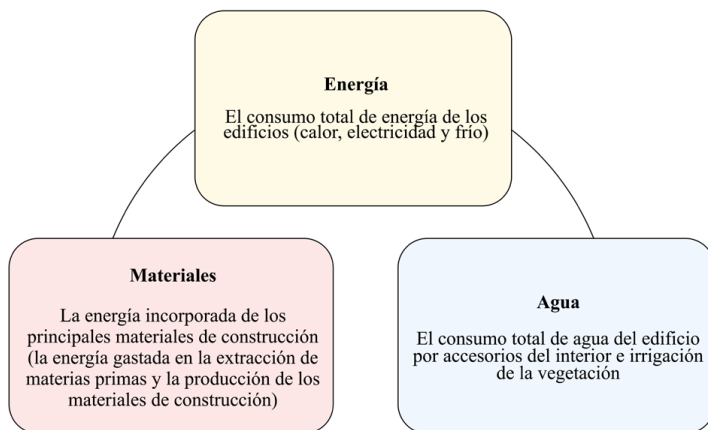 Energía
El consumo total de energía de los
edificios (calor, electricidad y frío)
Materiales
La energía incorporada de los
principales materiales de construcción
(la energía gastada en la extracción de
materias primas y la producción de los
materiales de construcción)
Agua
El consumo total de agua del edificio
por accesorios del interior e irrigación
de la vegetación